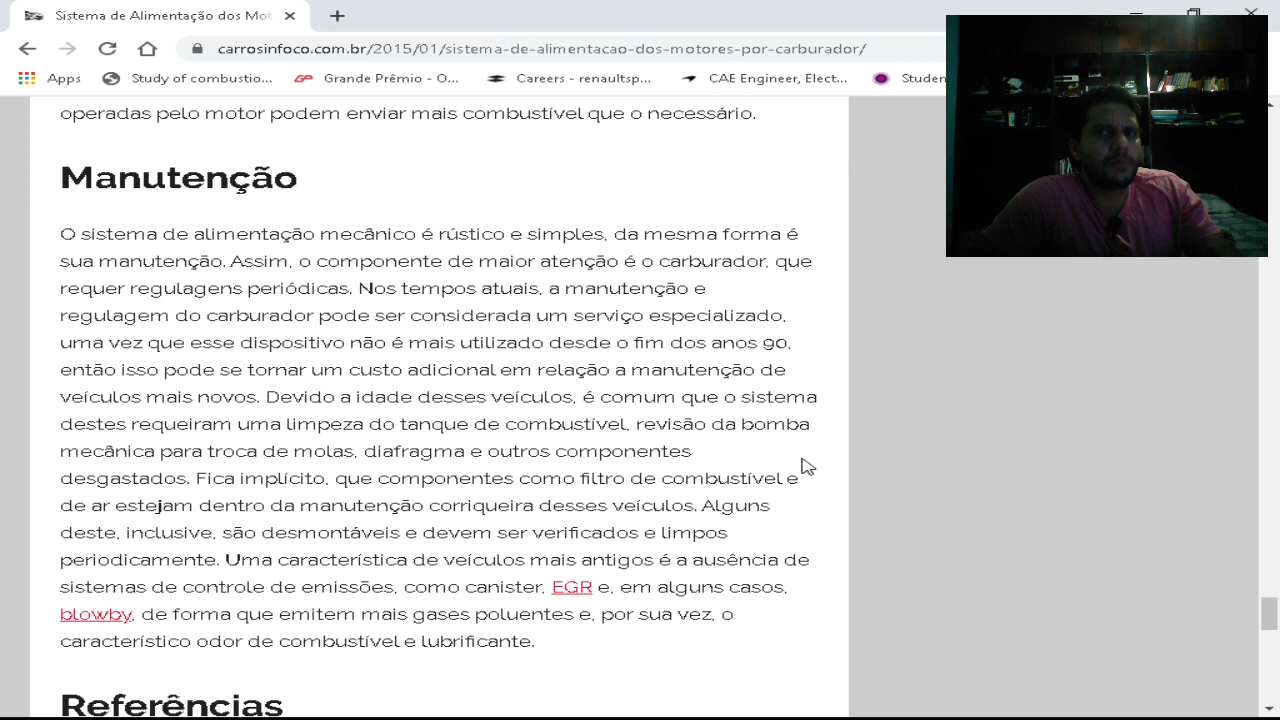 Sistema de Alimentação dos Mot
carrosinfoco.com.br/2015/01/sistema-de-alimentacao-dos-motores-por-carburador/
Apps Study of combustio... Grande Prêmio - O... Careers - renaultsp... CAE Engineer, Elect... Studen
operadas pelo motor podem enviar mais combustível que o necessário.
Manutenção
O sistema de alimentação mecânico é rústico e simples, da mesma forma é
sua manutenção. Assim, o componente de maior atenção é o carburador, que
requer regulagens periódicas. Nos tempos atuais, a manutenção e
regulagem do carburador pode ser considerada um serviço especializado,
uma vez que esse dispositivo não é mais utilizado desde o fim dos anos 90,
então isso pode se tornar um custo adicional em relação a manutenção de
veículos mais novos. Devido a idade desses veículos, é comum que o sistema
destes requeiram uma limpeza do tanque de combustível, revisão da bomba
mecânica para troca de molas, diafragma e outros componentes
desgastados. Fica implícito, que componentes como filtro de combustível e
de ar estejam dentro da manutenção corriqueira desses veículos. Alguns
deste, inclusive, são desmontáveis e devem ser verificados e limpos
periodicamente. Uma característica de veículos mais antigos é a ausência de
sistemas de controle de emissões, como canister, EGR e, em alguns casos,
blowby, de forma que emitem mais gases poluentes e, por sua vez, o
característico odor de combustível e lubrificante.
Referências